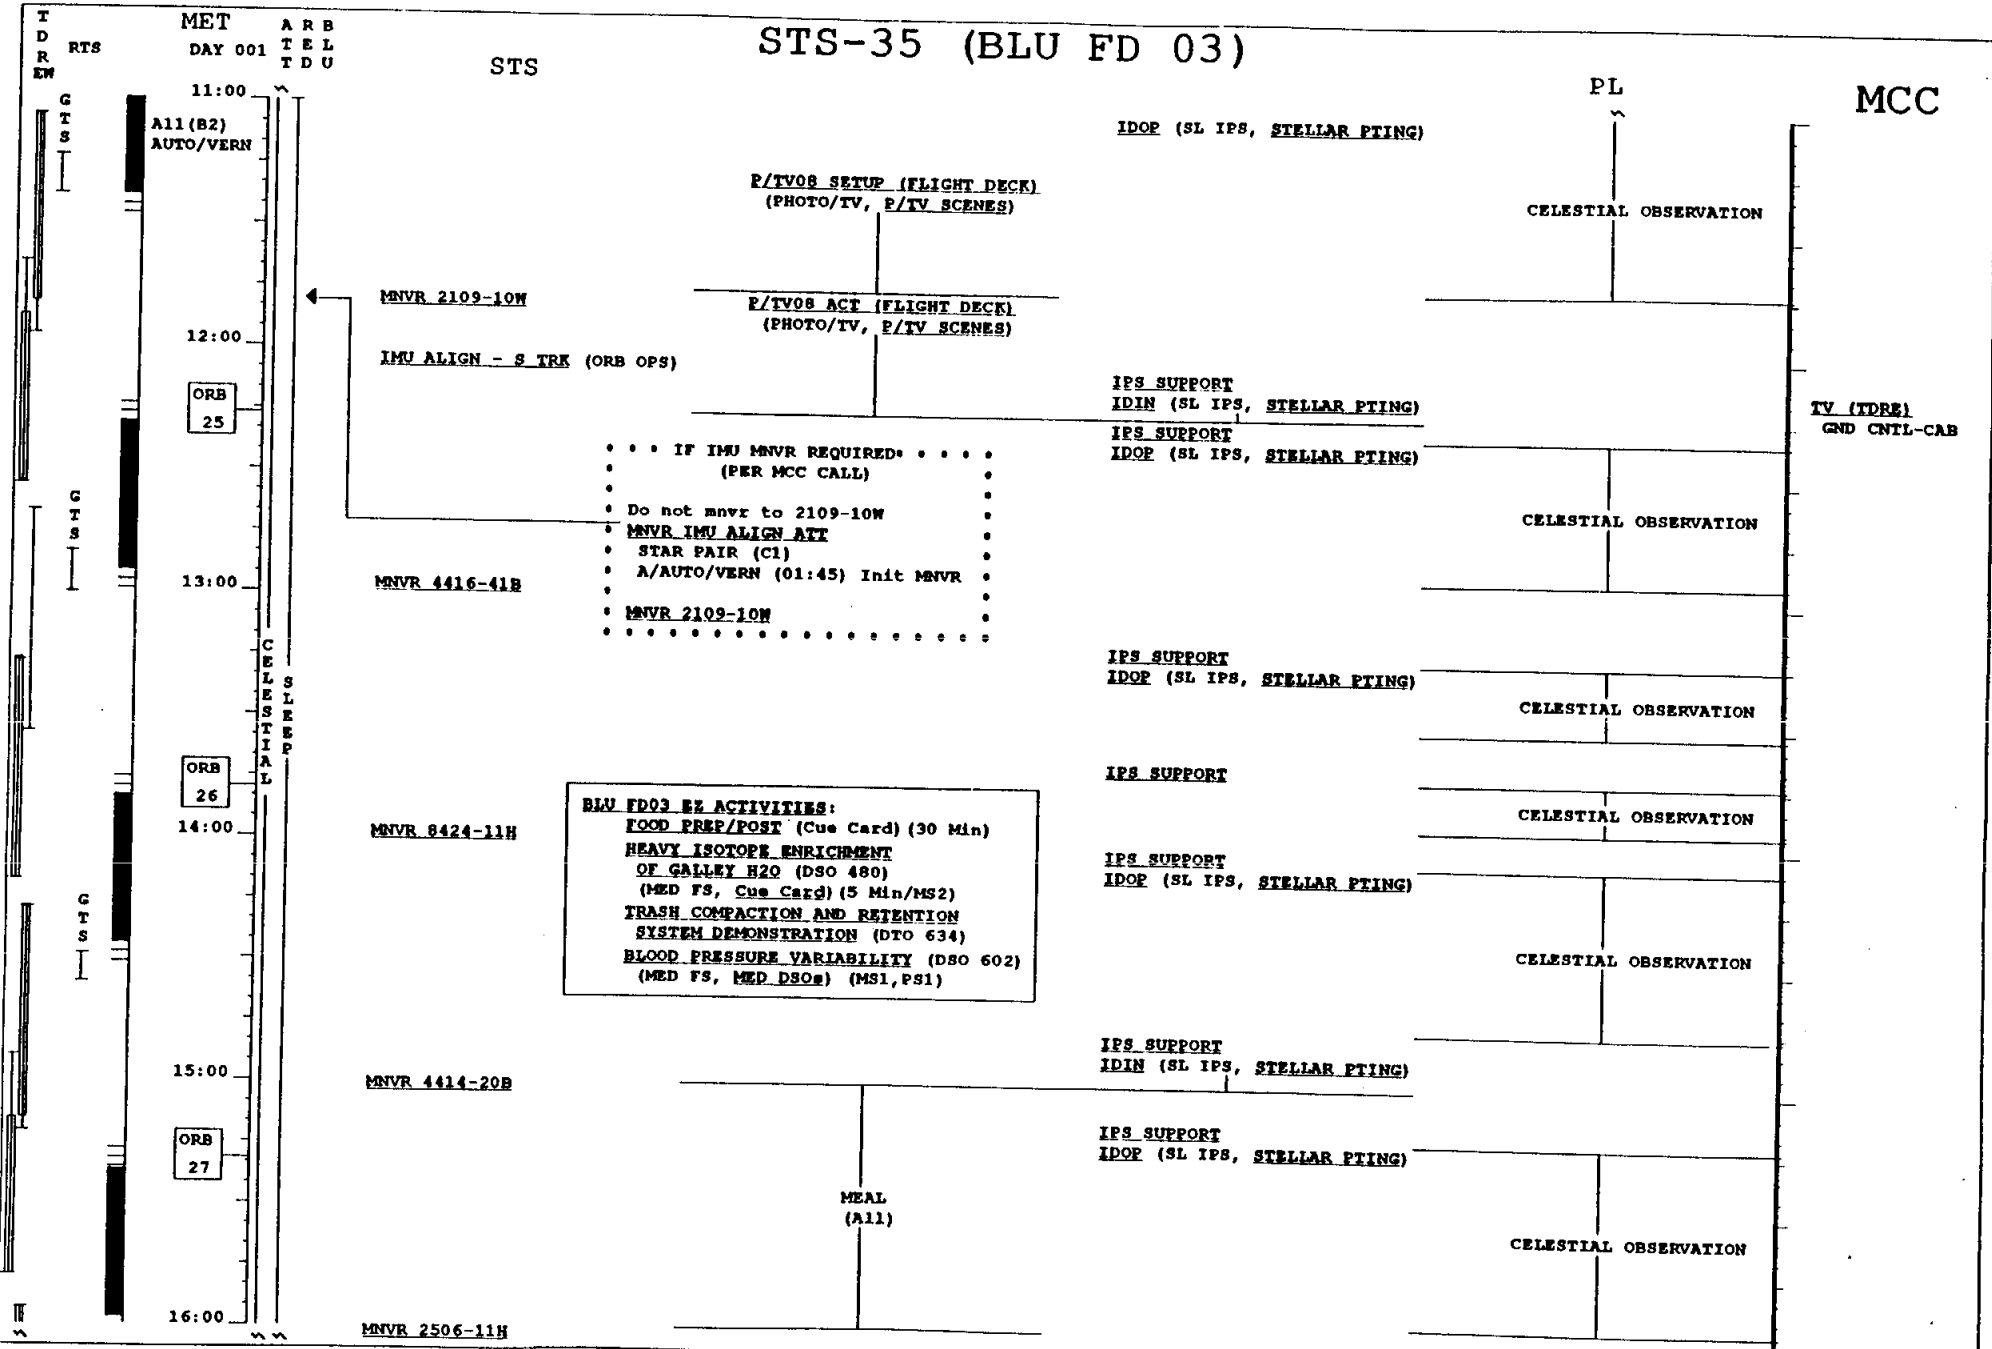 STS-35 (BLU FD 03)
TDR
EW
RTS
MET
DAY 001
ATT
RED
BLU
STS
PL
MCC
11:00
GTS
A11(B2)
AUTO/VERN
IDOP (SL IPS, STELLAR PTING)
P/TV08 SETUP (FLIGHT DECK)
(PHOTO/TV, P/TV SCENES)
CELESTIAL OBSERVATION
MNVR 2109-10W
P/TV08 ACT (FLIGHT DECK)
(PHOTO/TV, P/TV SCENES)
12:00
IMU ALIGN - S TRK (ORB OPS)
ORB
25
IPS SUPPORT
IDIN (SL IPS, STELLAR PTING)
TV (TDRE)
GND CNTL-CAB
IPS SUPPORT
IDOP (SL IPS, STELLAR PTING)
IF IMU MNVR REQUIRED
(PER MCC CALL)
Do not mnvr to 2109-10W
MNVR IMU ALIGN ATT
STAR PAIR (C1)
A/AUTO/VERN (01:45) Init MNVR
MNVR 2109-10W
GTS
CELESTIAL OBSERVATION
13:00
MNVR 4416-41B
CELESTIAL
SLEEP
IPS SUPPORT
IDOP (SL IPS, STELLAR PTING)
CELESTIAL OBSERVATION
ORB
26
IPS SUPPORT
CELESTIAL OBSERVATION
14:00
MNVR 8424-11H
BLU FD03 EZ ACTIVITIES:
FOOD PREP/POST (Cue Card) (30 Min)
HEAVY ISOTOPE ENRICHMENT
OF GALLEY H2O (DSO 480)
(MED FS, Cue Card) (5 Min/MS2)
TRASH COMPACTION AND RETENTION
SYSTEM DEMONSTRATION (DTO 634)
BLOOD PRESSURE VARIABILITY (DSO 602)
(MED FS, MED DSOs) (MS1,PS1)
IPS SUPPORT
IDOP (SL IPS, STELLAR PTING)
GTS
CELESTIAL OBSERVATION
15:00
MNVR 4414-20B
IPS SUPPORT
IDIN (SL IPS, STELLAR PTING)
ORB
27
IPS SUPPORT
IDOP (SL IPS, STELLAR PTING)
MEAL
(All)
CELESTIAL OBSERVATION
16:00
MNVR 2506-11H